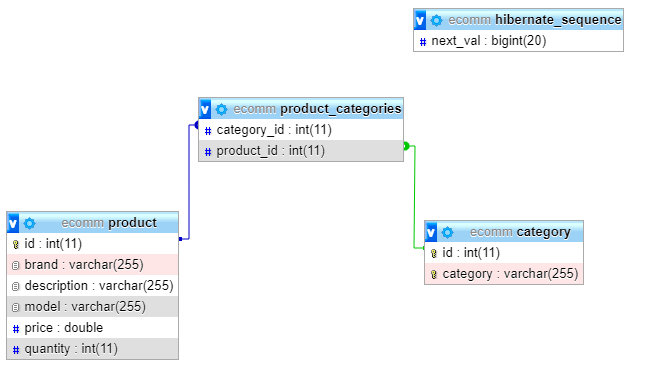 ecomm hibernate_sequence
next_val : bigint(20)
ecomm product_categories
category_id : int(11)
product_id : int(11)
ecomm product
id : int(11)
brand : varchar(255)
description : varchar(255)
model : varchar(255)
price : double
quantity : int(11)
ecomm category
id : int(11)
category : varchar(255)